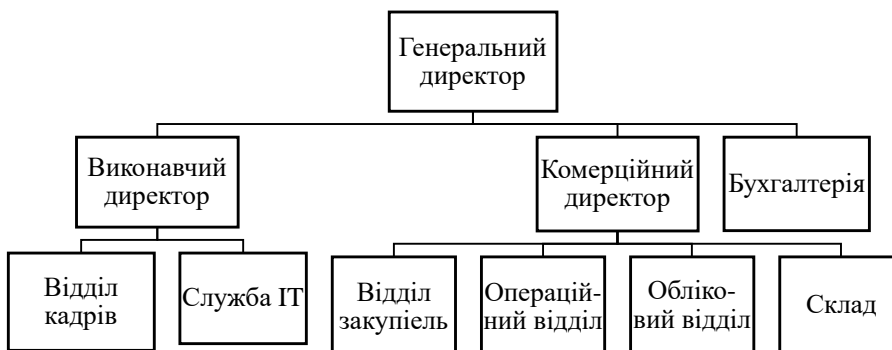 Генеральний
директор
Виконавчий
директор
Комерційний
директор
Бухгалтерія
Відділ
кадрів
Служба ІТ
Відділ
закупіель
Операцій-
ний відділ
Обліко-
вий відділ
Склад